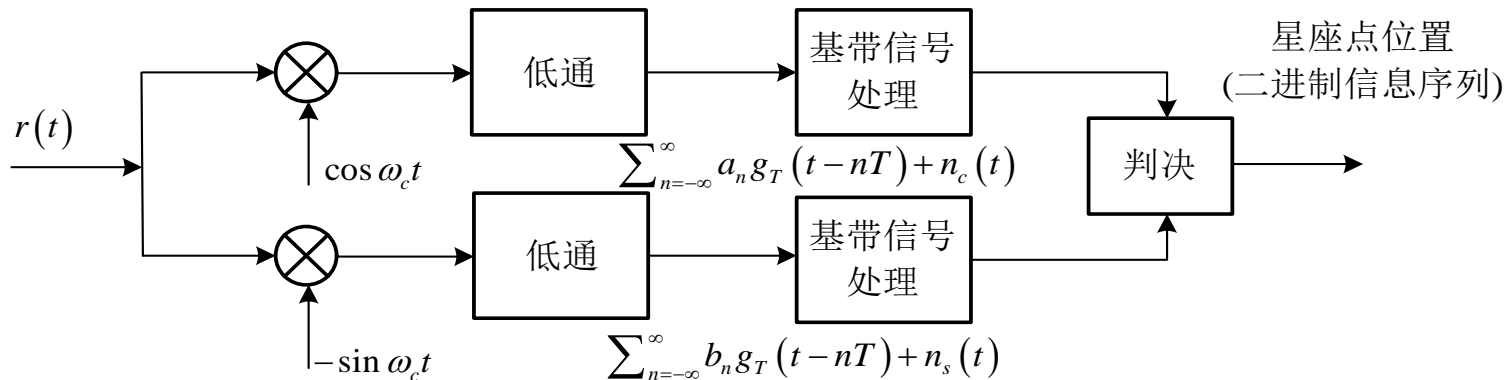 r(t)
cos ω_c t
低通
∑_{n=-∞}^{∞} a_n g_T (t-nT)+n_c (t)
基带信号
处理
星座点位置
(二进制信息序列)
判决
-sin ω_c t
低通
∑_{n=-∞}^{∞} b_n g_T (t-nT)+n_s (t)
基带信号
处理